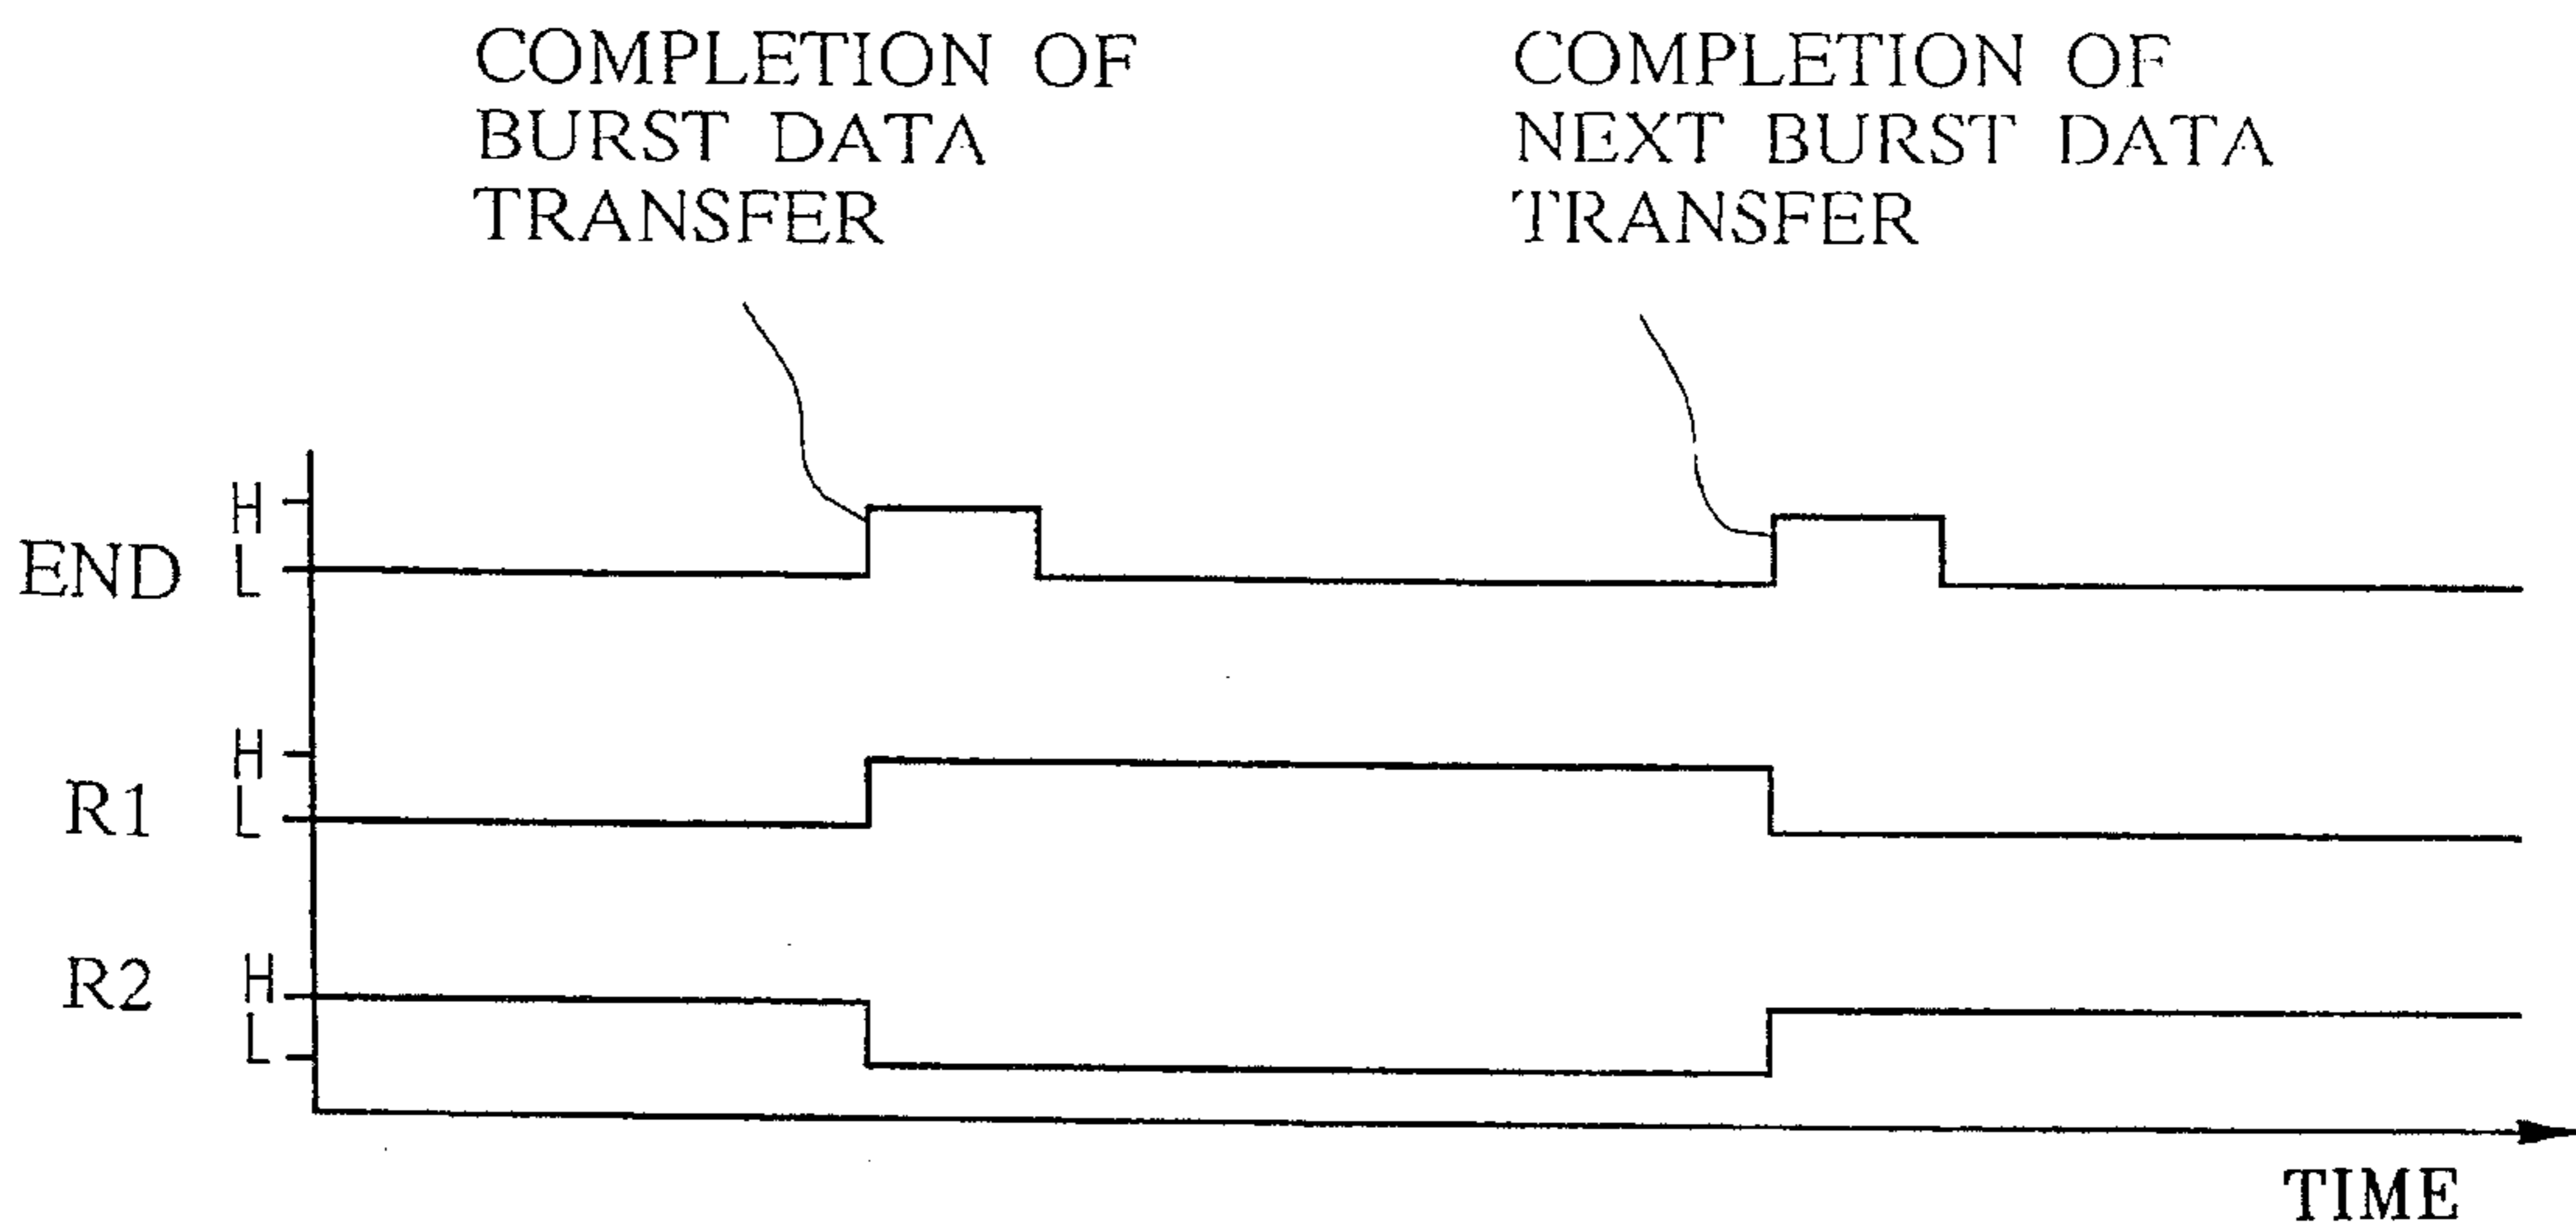 COMPLETION OF
BURST DATA
TRANSFER
COMPLETION OF
NEXT BURST DATA
TRANSFER
H
END L
H
R1 L
R2 H
L
TIME